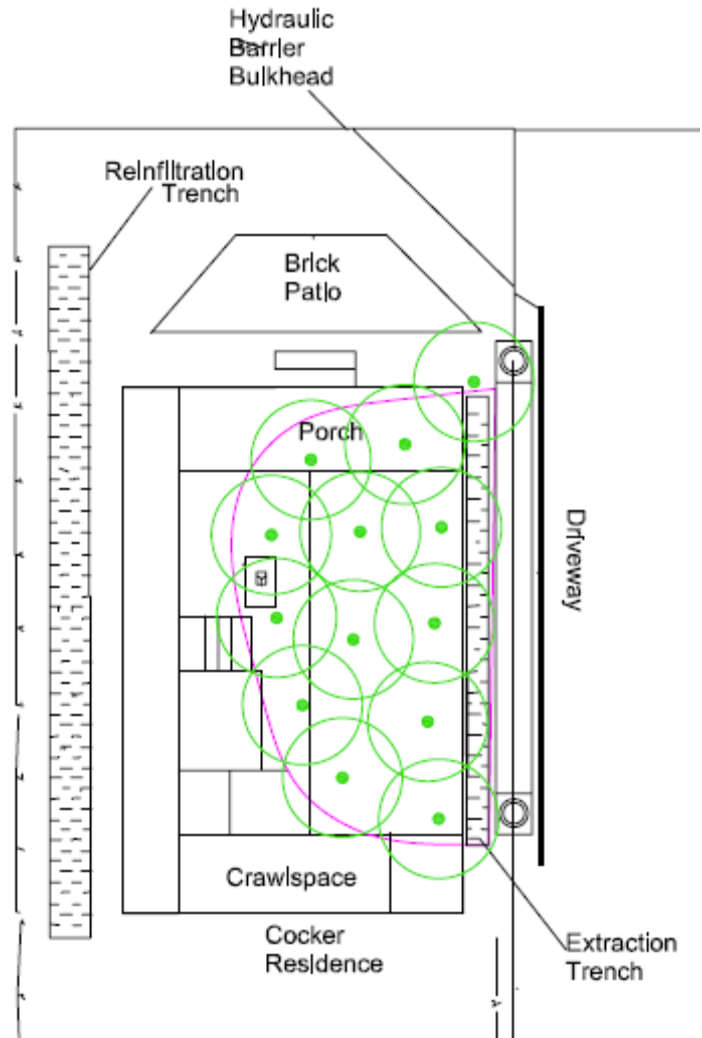 Hydraulic
Barrier
Bulkhead
Reinfiltration
Trench
Brick
Patio
Porch
Driveway
Crawlspace
Cocker
Residence
Extraction
Trench